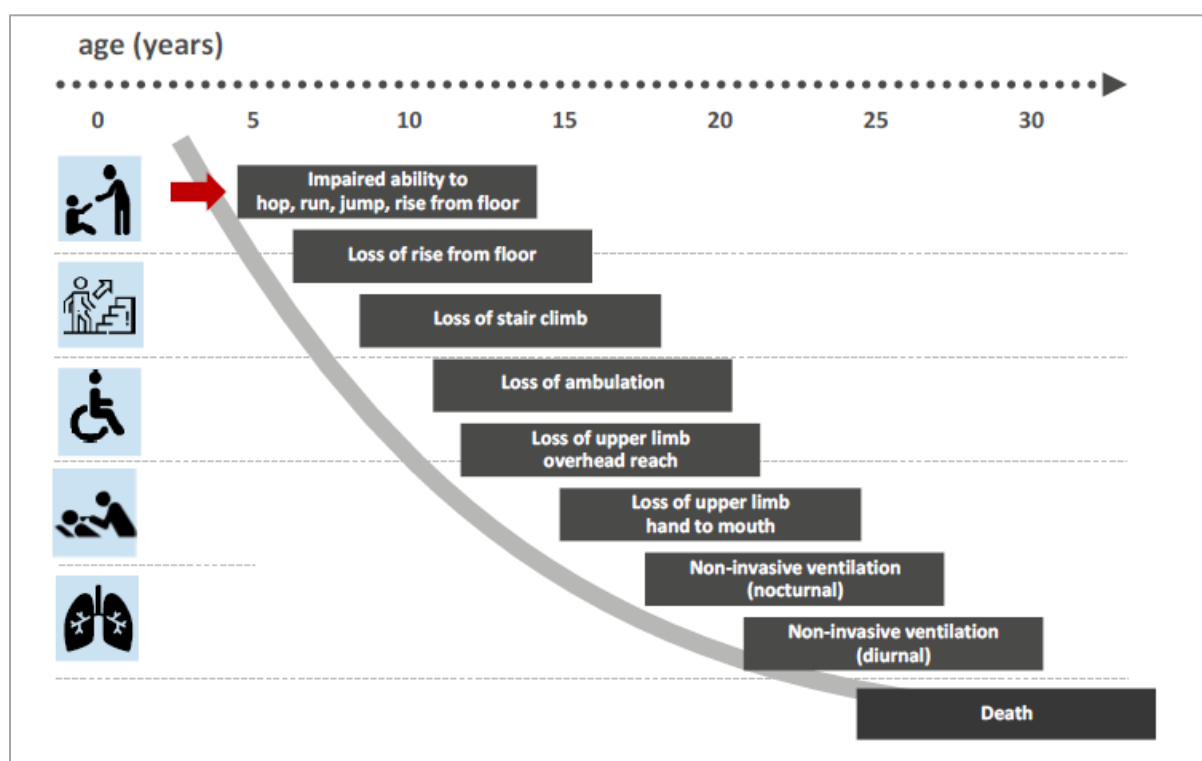 age (years)
0 5 10 15 20 25 30
Impaired ability to
hop, run, jump, rise from floor
Loss of rise from floor
Loss of stair climb
Loss of ambulation
Loss of upper limb
overhead reach
Loss of upper limb
hand to mouth
Non-invasive ventilation
(nocturnal)
Non-invasive ventilation
(diurnal)
Death